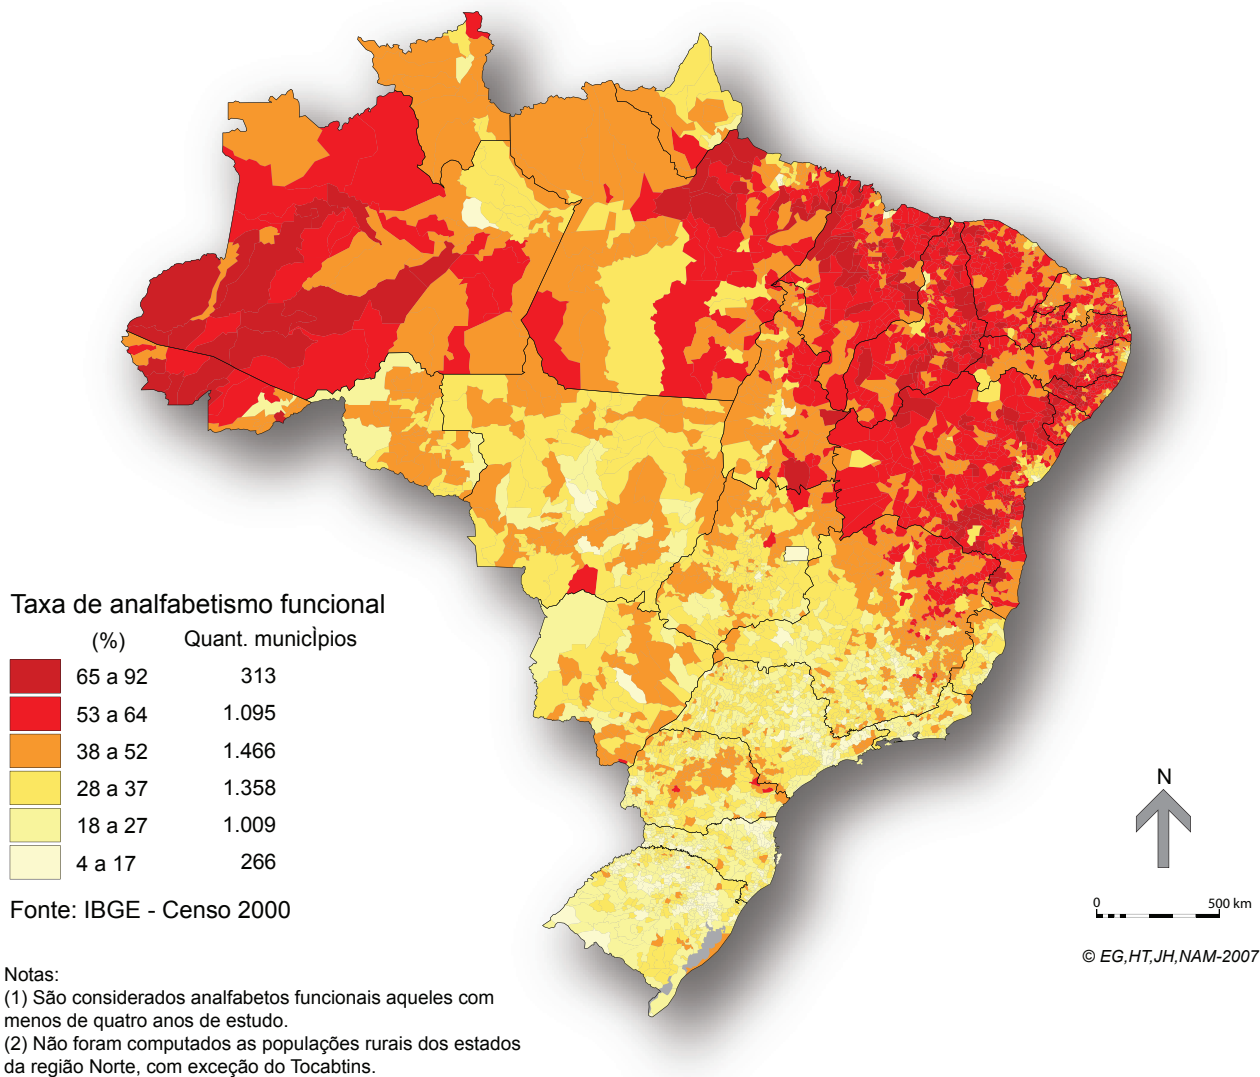 Taxa de analfabetismo funcional
(%) Quant. municÌpios
65 a 92 313
53 a 64 1.095
38 a 52 1.466
28 a 37 1.358
18 a 27 1.009
4 a 17 266
Fonte: IBGE - Censo 2000
N
0 500 km
© EG,HT,JH,NAM-2007
Notas:
(1) São considerados analfabetos funcionais aqueles com
menos de quatro anos de estudo.
(2) Não foram computados as populações rurais dos estados
da região Norte, com exceção do Tocabtins.